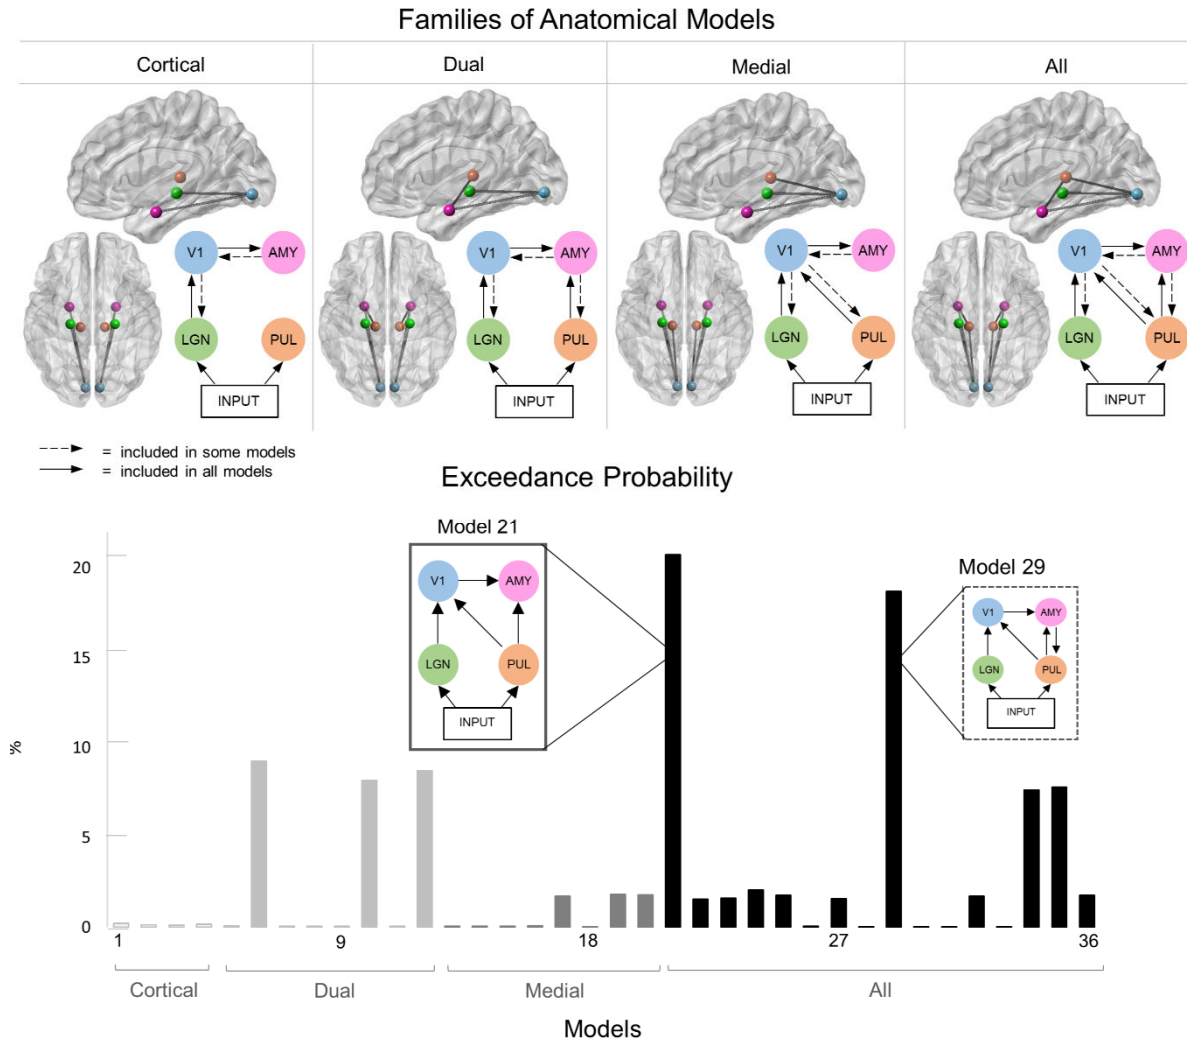 Families of Anatomical Models
Cortical Dual Medial All
V1 AMY V1 AMY V1 AMY V1 AMY
LGN PUL LGN PUL LGN PUL LGN PUL
INPUT INPUT INPUT INPUT
= included in some models
= included in all models
Exceedance Probability
Model 21
V1 AMY
LGN PUL
INPUT
Model 29
V1 AMY
LGN PUL
INPUT
%
20
15
10
5
0
1 9 18 27 36
Cortical Dual Medial All
Models